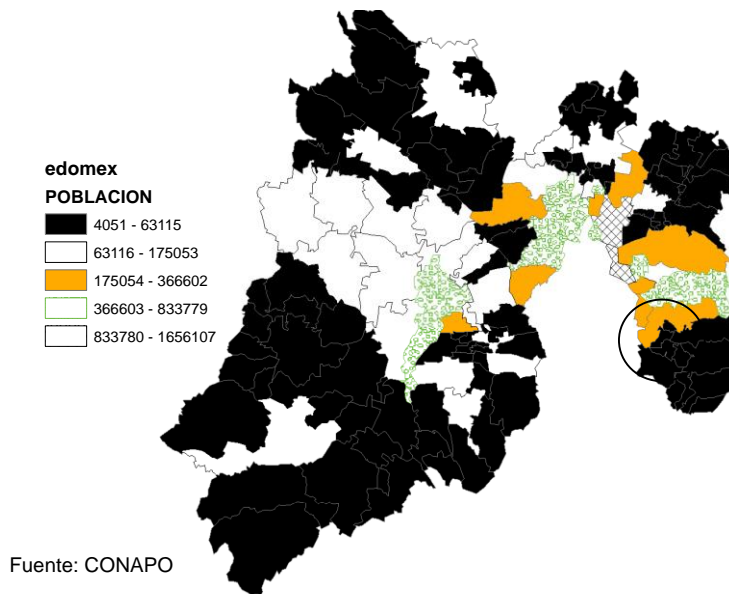 edomex
POBLACION
4051 - 63115
63116 - 175053
175054 - 366602
366603 - 833779
833780 - 1656107
Fuente: CONAPO